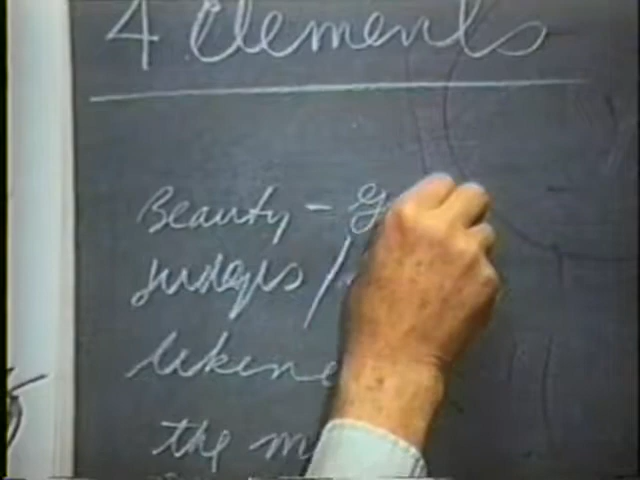 4 Elements
Beauty - G
judges /
likene
the m